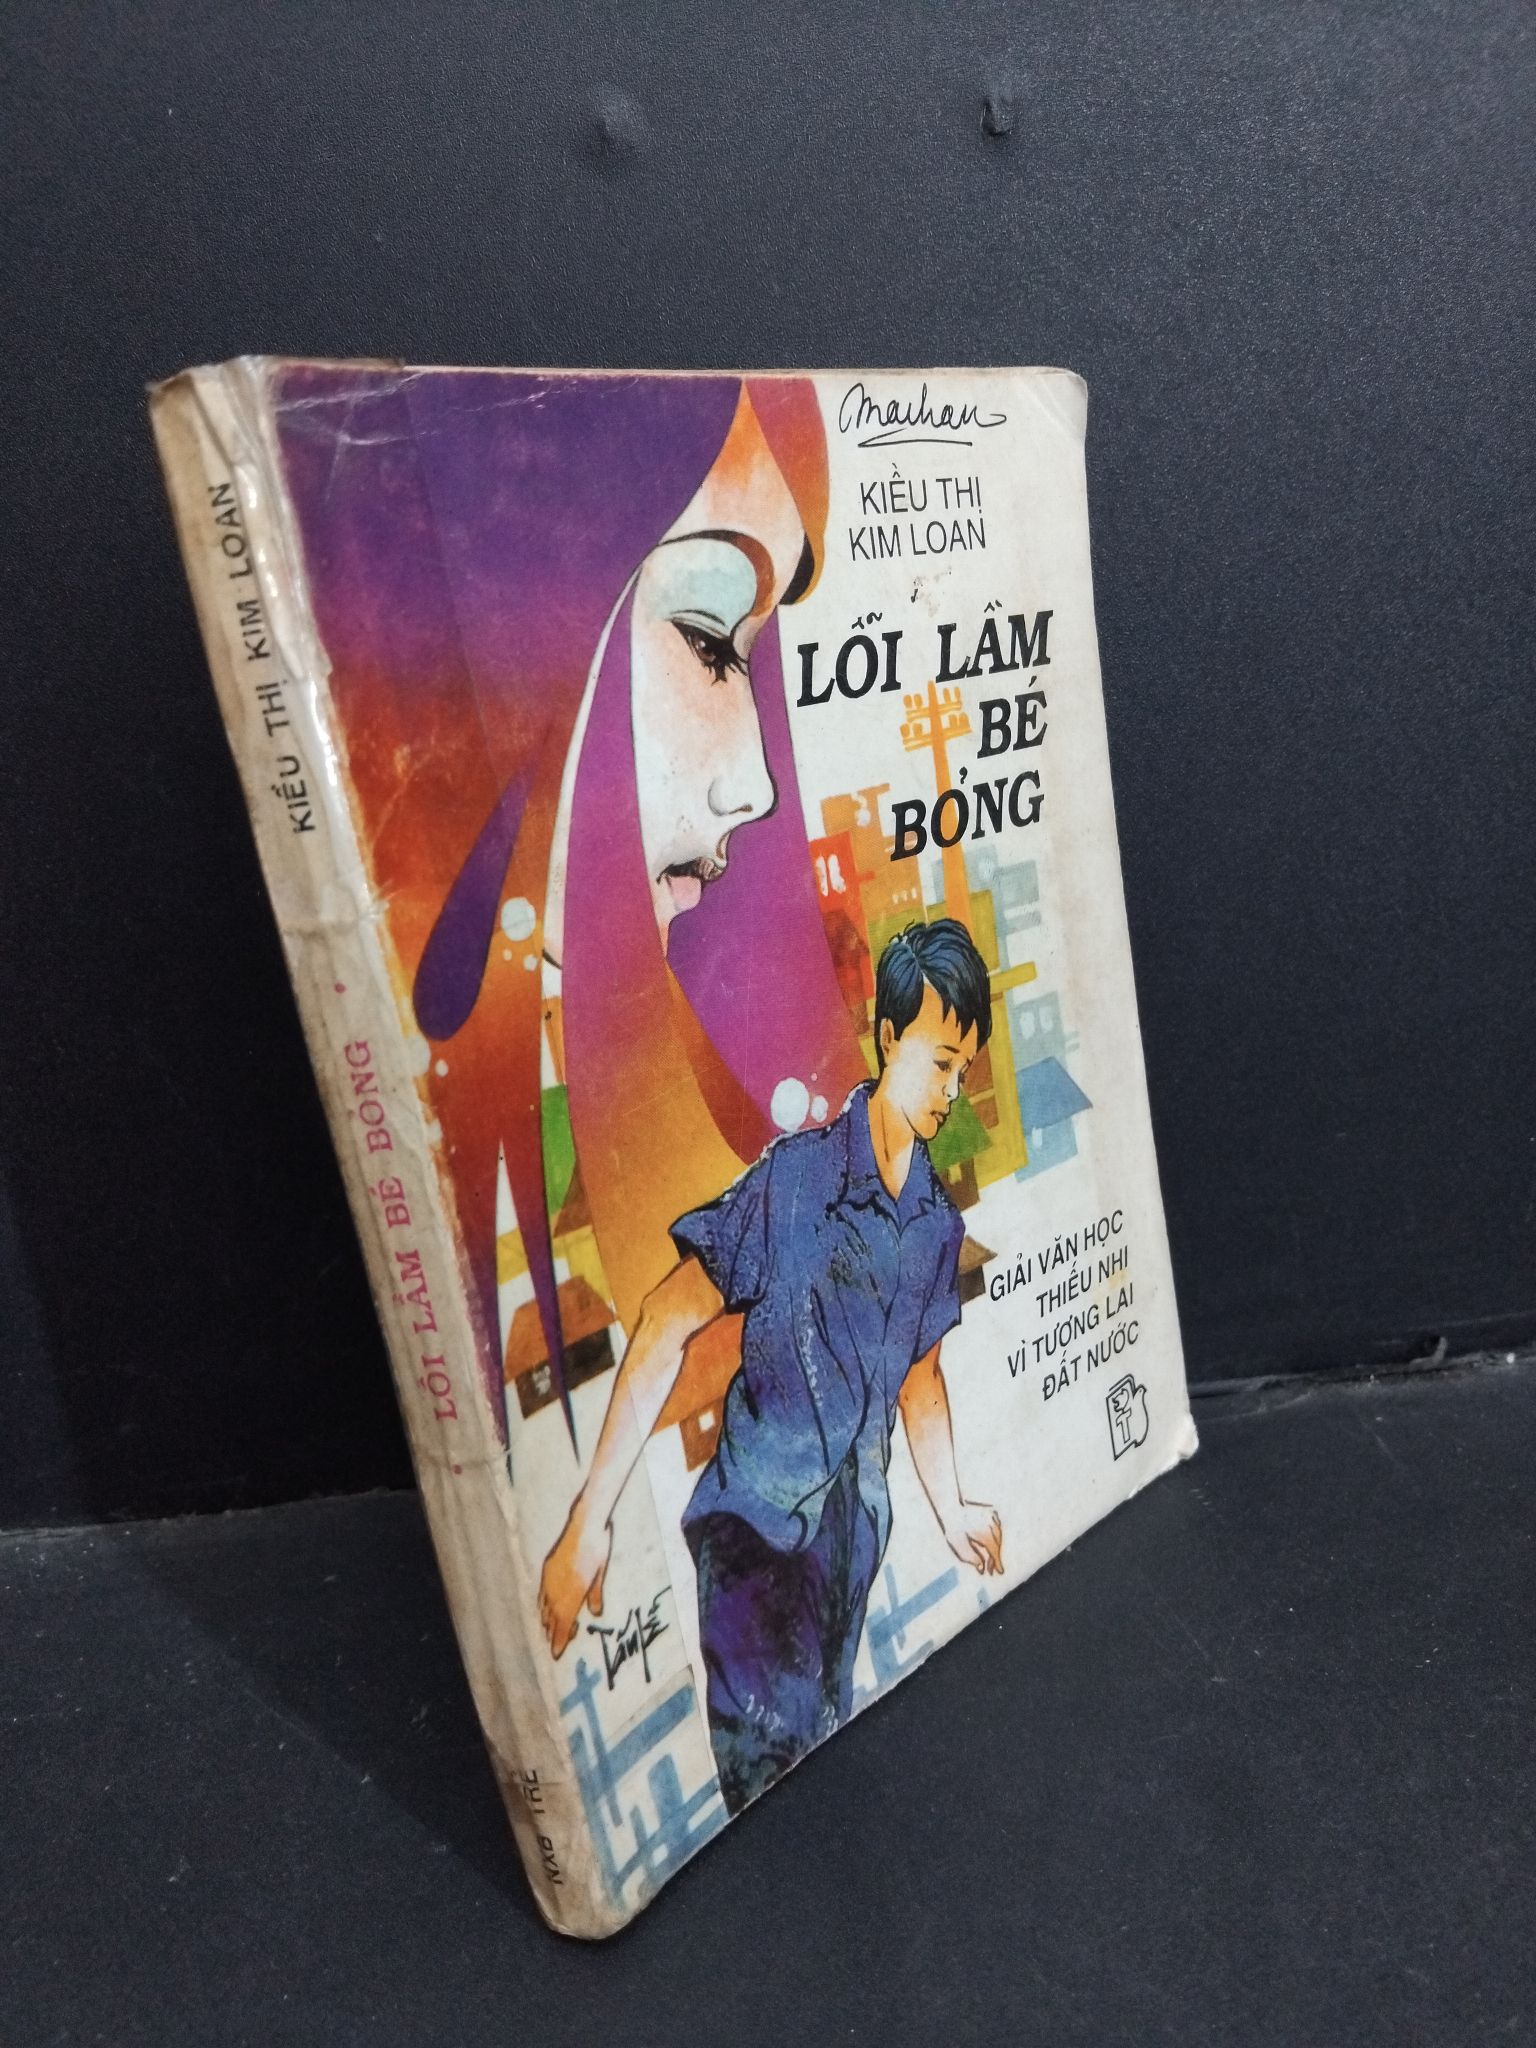 Maihan
KIỀU THỊ
KIM LOAN
LỖI LẦM
BÉ
BỎNG
GIẢI VĂN HỌC
THIẾU NHI
VÌ TƯƠNG LAI
ĐẤT NƯỚC
KIỀU THỊ KIM LOAN
• LỖI LẦM BÉ BỎNG •
NXB TRẺ